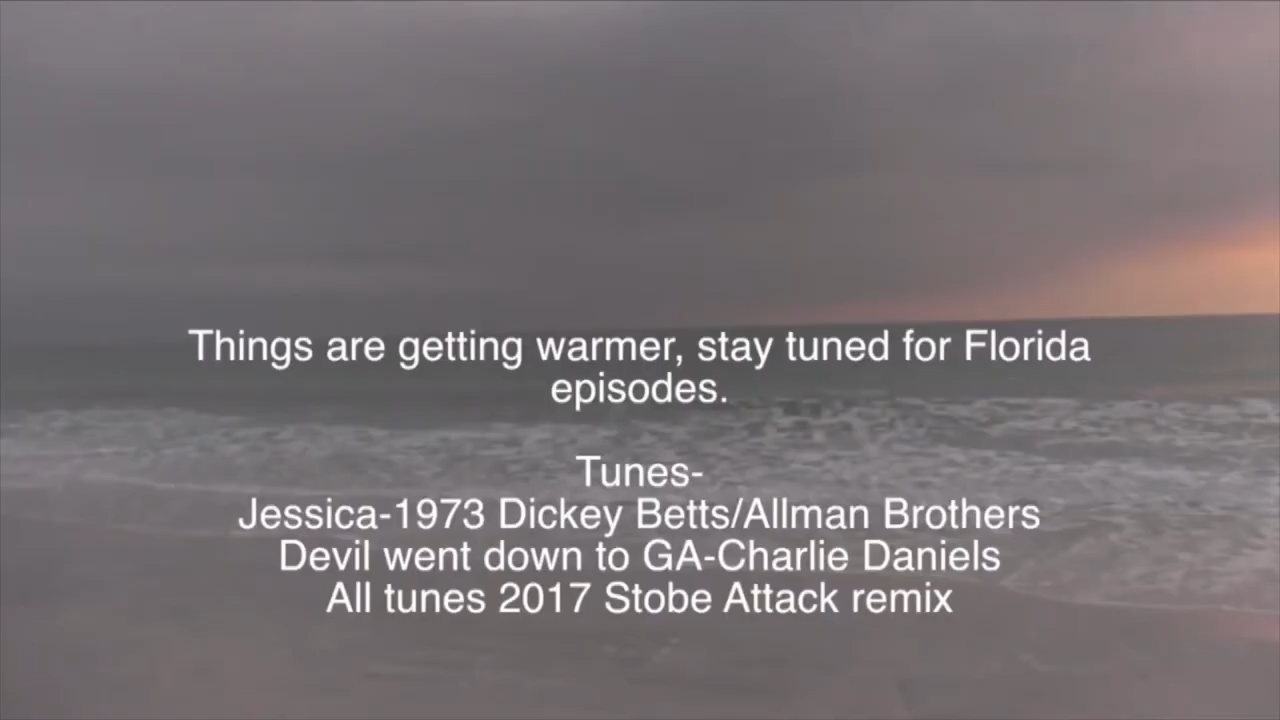 Things are getting warmer, stay tuned for Florida
episodes.
Tunes-
Jessica-1973 Dickey Betts/Allman Brothers
Devil went down to GA-Charlie Daniels
All tunes 2017 Stobe Attack remix